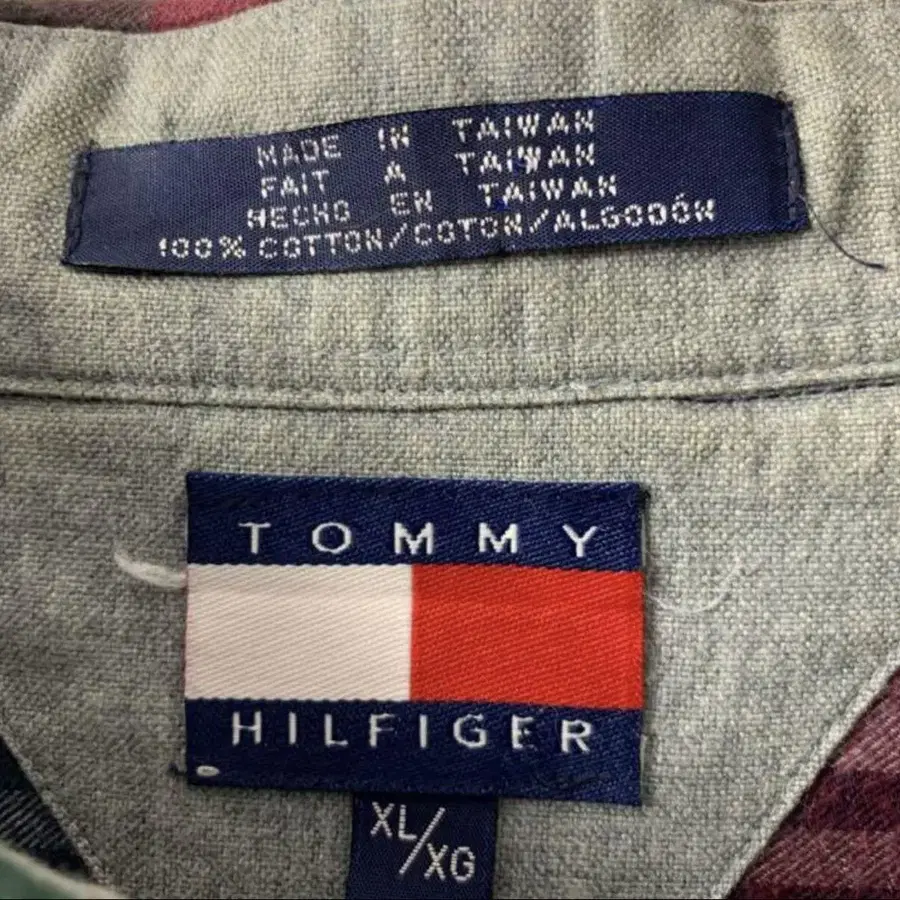 MADE IN TAIWAN
FAIT A TAIWAN
HECHO EN TAIWAN
100% COTTON/COTON/ALGODÓN
TOMMY
HILFIGER
XL/XG